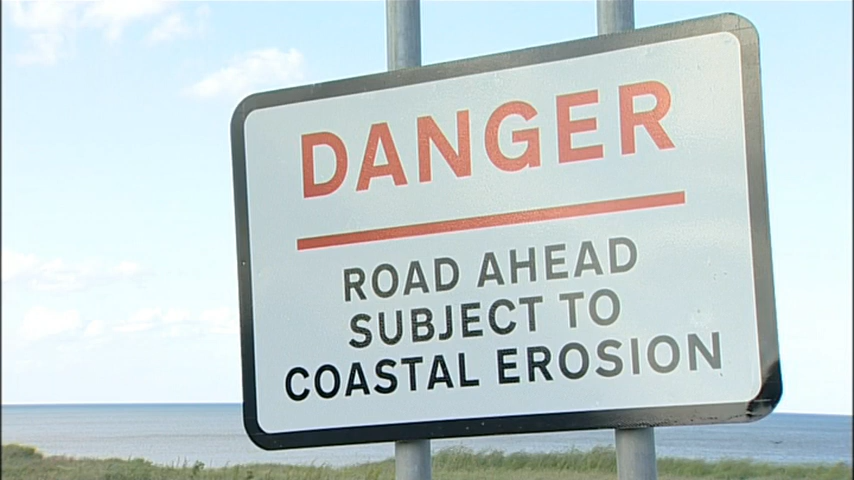 DANGER
ROAD AHEAD
SUBJECT TO
COASTAL EROSION